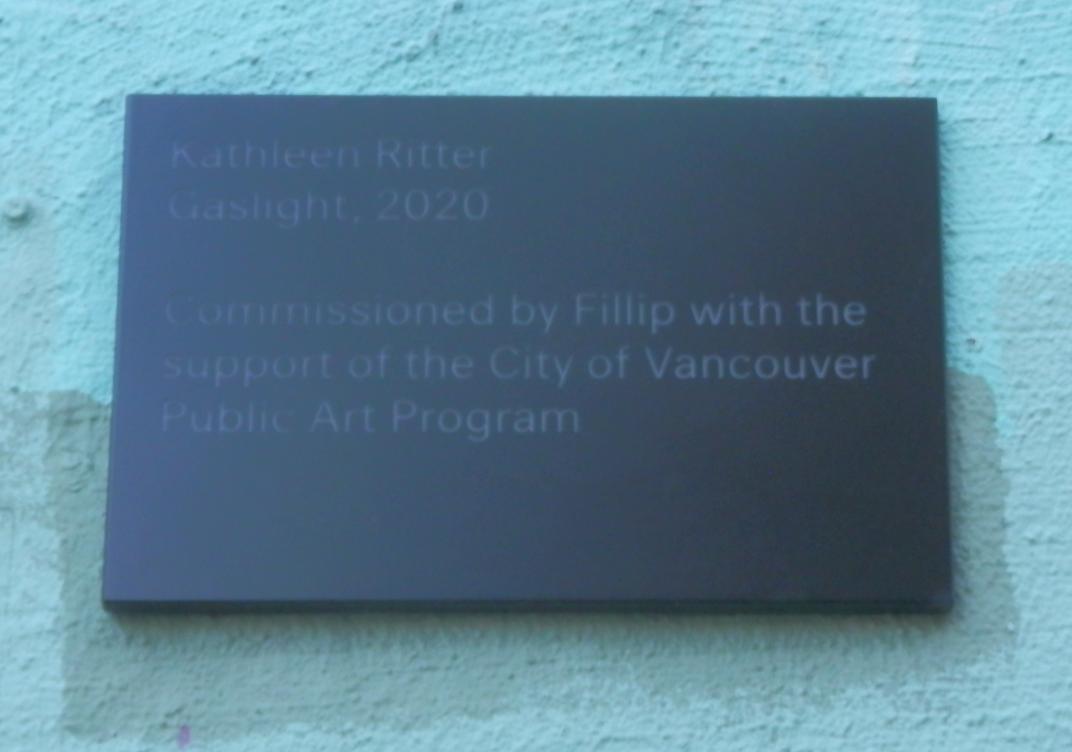 Kathleen Ritter
Gaslight, 2020
Commissioned by Fillip with the
support of the City of Vancouver
Public Art Program